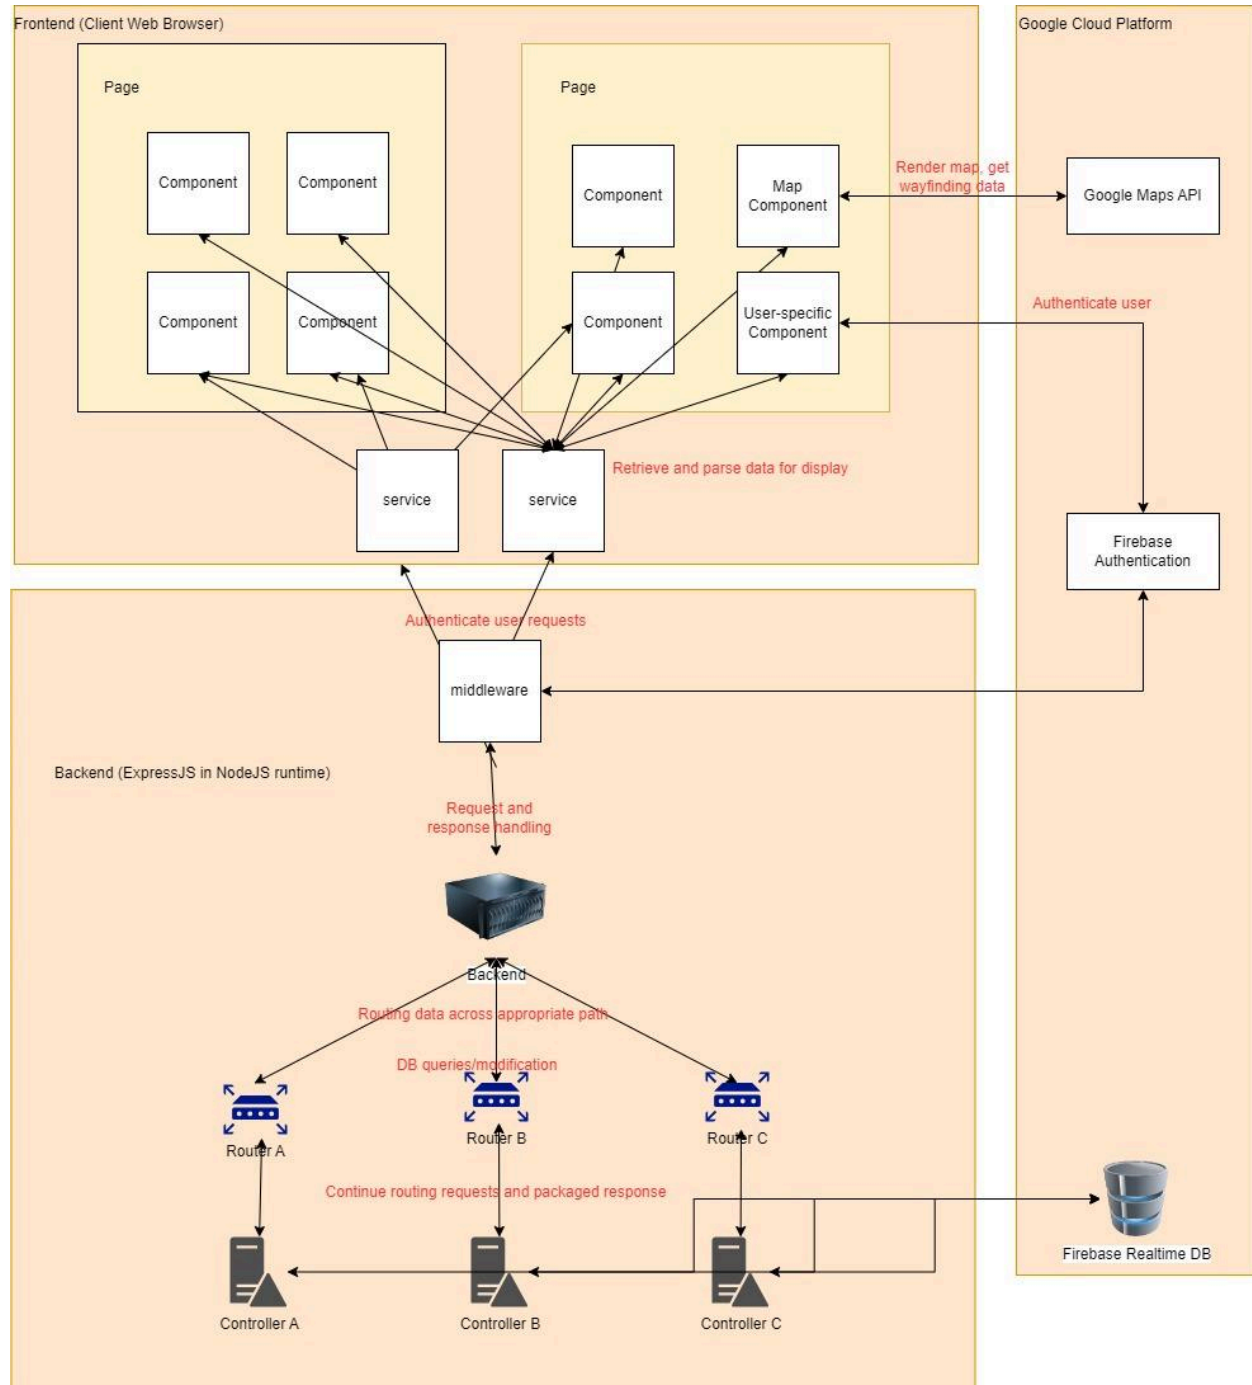 Frontend (Client Web Browser)
Google Cloud Platform
Page
Page
Component
Component
Component
Map
Component
Render map, get
wayfinding data
Google Maps API
Component
Component
Component
User-specific
Component
Authenticate user
Retrieve and parse data for display
service
service
Firebase
Authentication
Authenticate user requests
middleware
Backend (ExpressJS in NodeJS runtime)
Request and
response handling
Backend
Routing data across appropriate path
DB queries/modification
Router A
Router B
Router C
Continue routing requests and packaged response
Firebase Realtime DB
Controller A
Controller B
Controller C